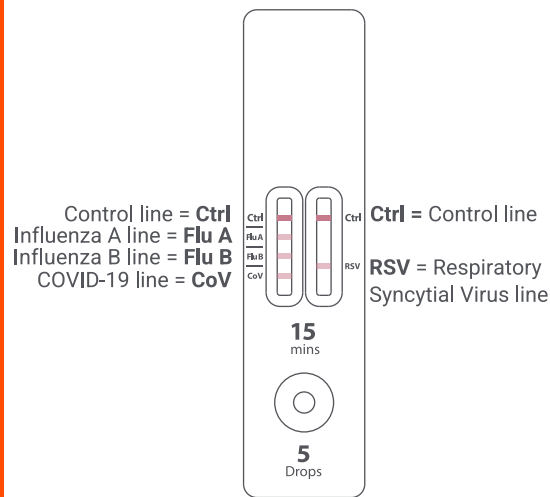 Control line = Ctrl
Influenza A line = Flu A
Influenza B line = Flu B
COVID-19 line = CoV
Ctrl
Flu A
Flu B
CoV
Ctrl
RSV
Ctrl = Control line
RSV = Respiratory
Syncytial Virus line
15
mins
5
Drops